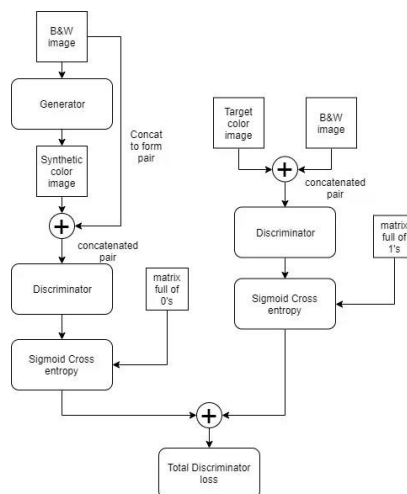 B&W
image
Generator
Concat
to form
pair
Synthetic
color
image
concatenated
pair
Discriminator
matrix
full of
0's
Sigmoid Cross
entropy
Target
color
image
B&W
image
concatenated
pair
Discriminator
matrix
full of
1's
Sigmoid Cross
entropy
Total Discriminator
loss